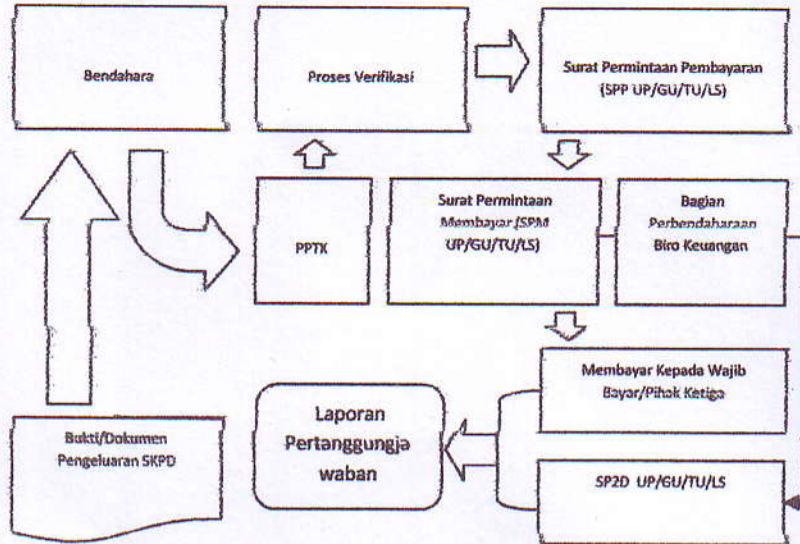 Bendahara
Proses Verifikasi
Surat Permintaan Pembayaran
(SPP UP/GU/TU/LS)
PPTK
Surat Permintaan
Membayar (SPM
UP/GU/TU/LS)
Bagian
Perbendaharaan
Biro Keuangan
Membayar Kepada Wajib
Bayar/Pihak Ketiga
Bukti/Dokumen
Pengeluaran SKPD
Laporan
Pertanggungja
waban
SP2D UP/GU/TU/LS